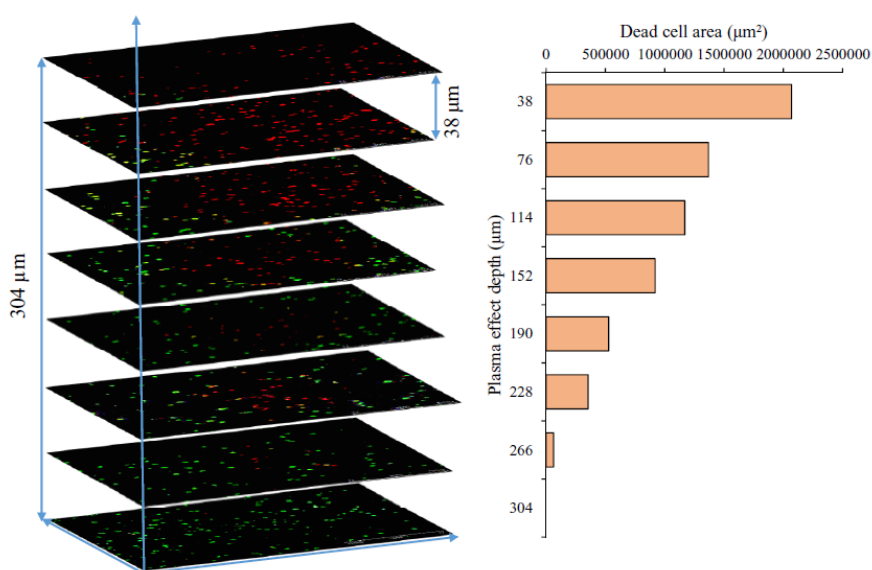 304 µm
38 µm
Dead cell area (µm²)
0 500000 1000000 1500000 2000000 2500000
Plasma effect depth (µm)
38
76
114
152
190
228
266
304